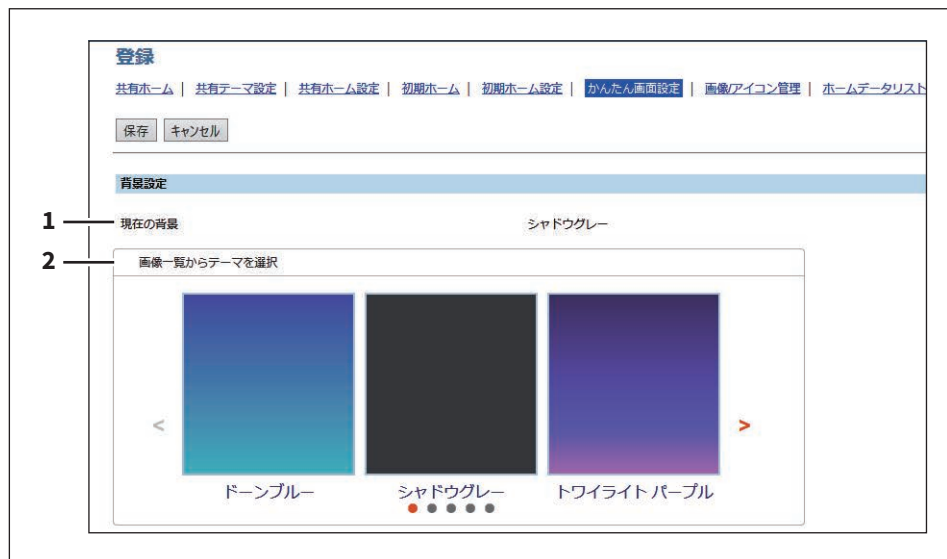 登録
共有ホーム | 共有テーマ設定 | 共有ホーム設定 | 初期ホーム | 初期ホーム設定 | かんたん画面設定 | 画像/アイコン管理 | ホームデータリスト
保存 キャンセル
背景設定
1 現在の背景 シャドウグレー
2 画像一覧からテーマを選択
< >
ドーンブルー シャドウグレー トワイライト パープル